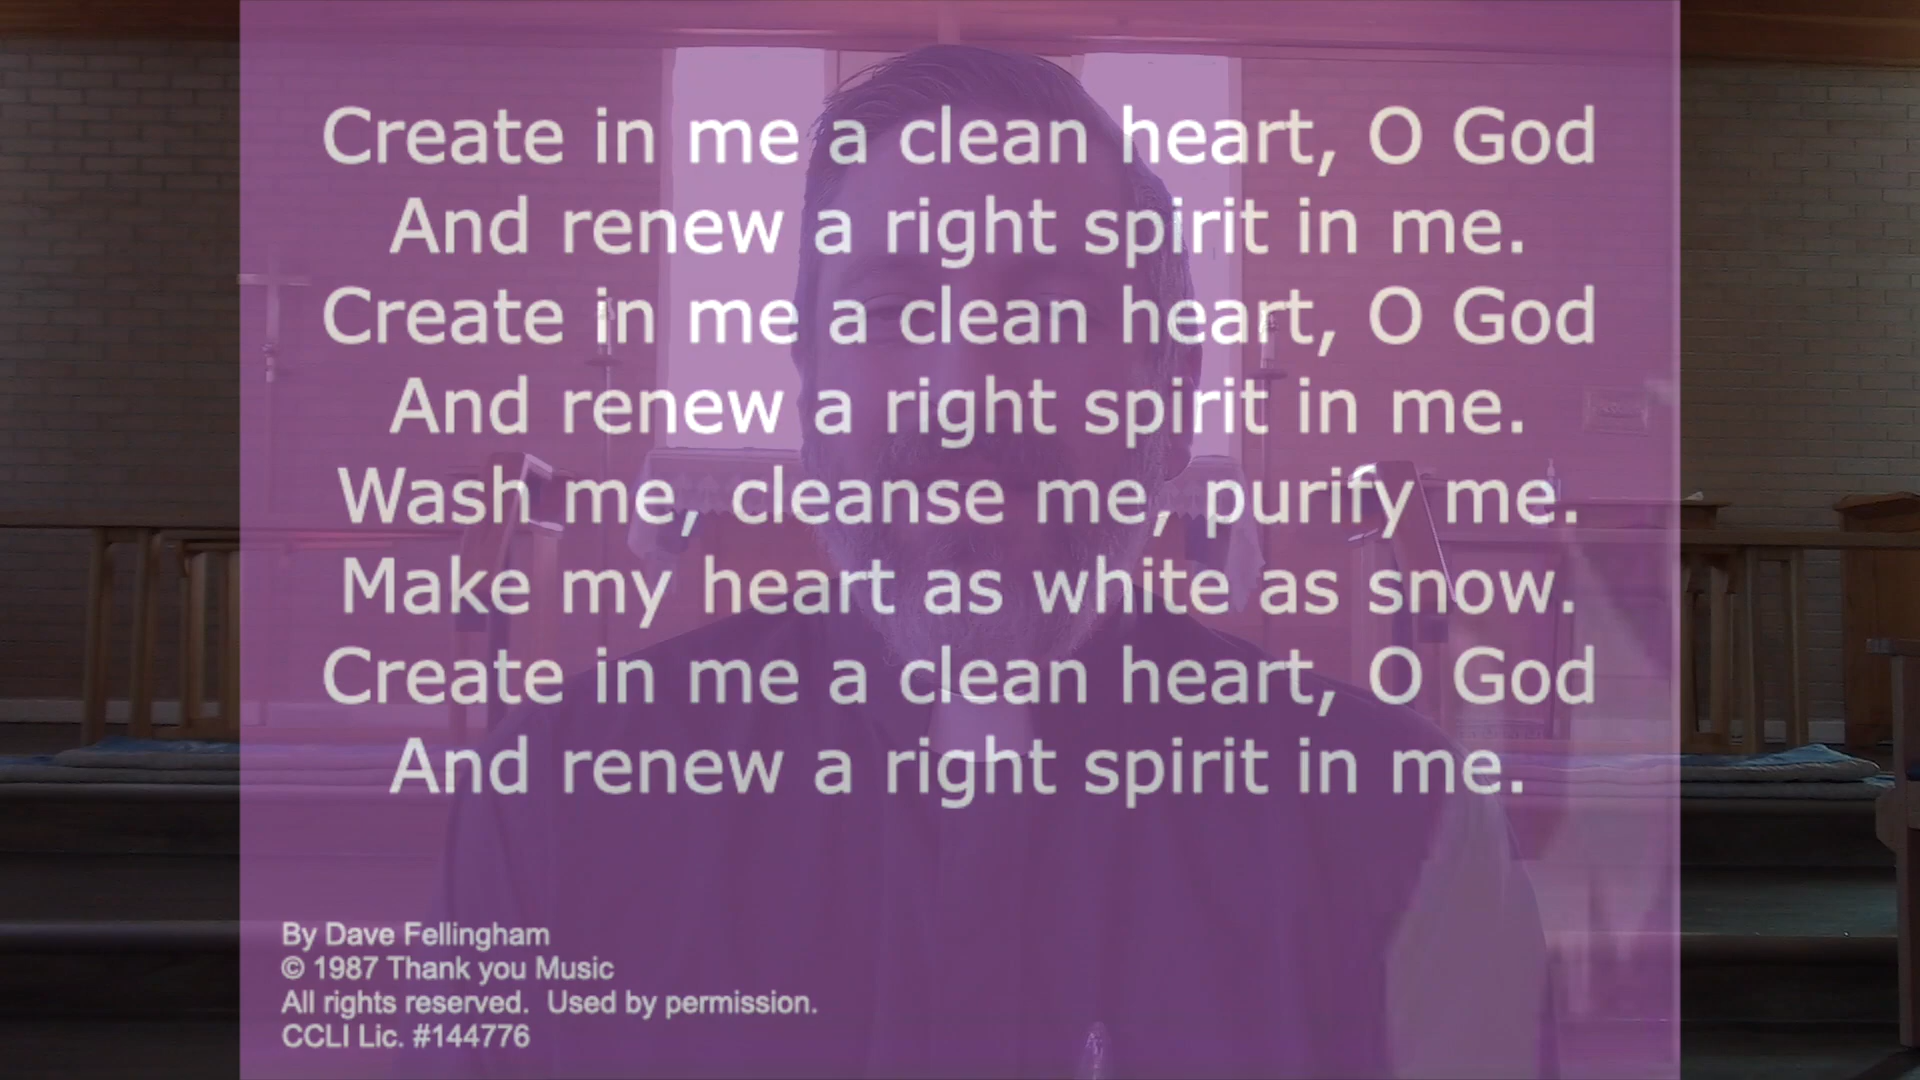 Create in me a clean heart, O God
And renew a right spirit in me.
Create in me a clean heart, O God
And renew a right spirit in me.
Wash me, cleanse me, purify me.
Make my heart as white as snow.
Create in me a clean heart, O God
And renew a right spirit in me.
By Dave Fellingham
© 1987 Thank you Music
All rights reserved.  Used by permission.
CCLI Lic. #144776